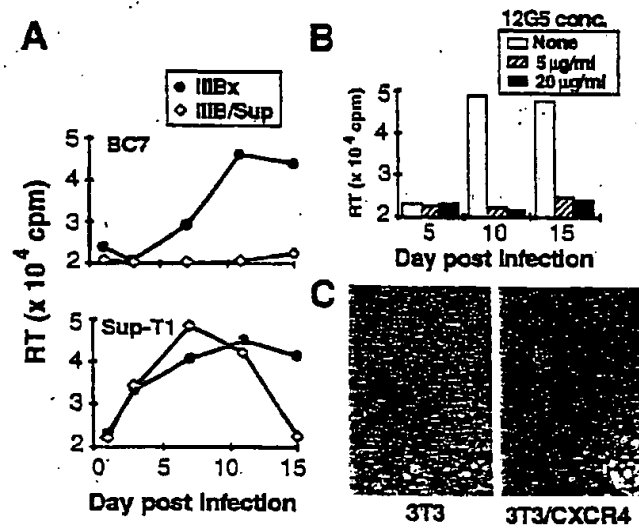 A
IIIBx
IIIB/Sup
BC7
5
4
3
2
Sup-T1
5
4
3
2
0 5 10 15
RT (x 10⁴ cpm)
Day post infection
B
12G5 conc.
None
5 µg/ml
20 µg/ml
5
4
3
2
RT (x 10⁴ cpm)
5 10 15
Day post infection
C
3T3
3T3/CXCR4